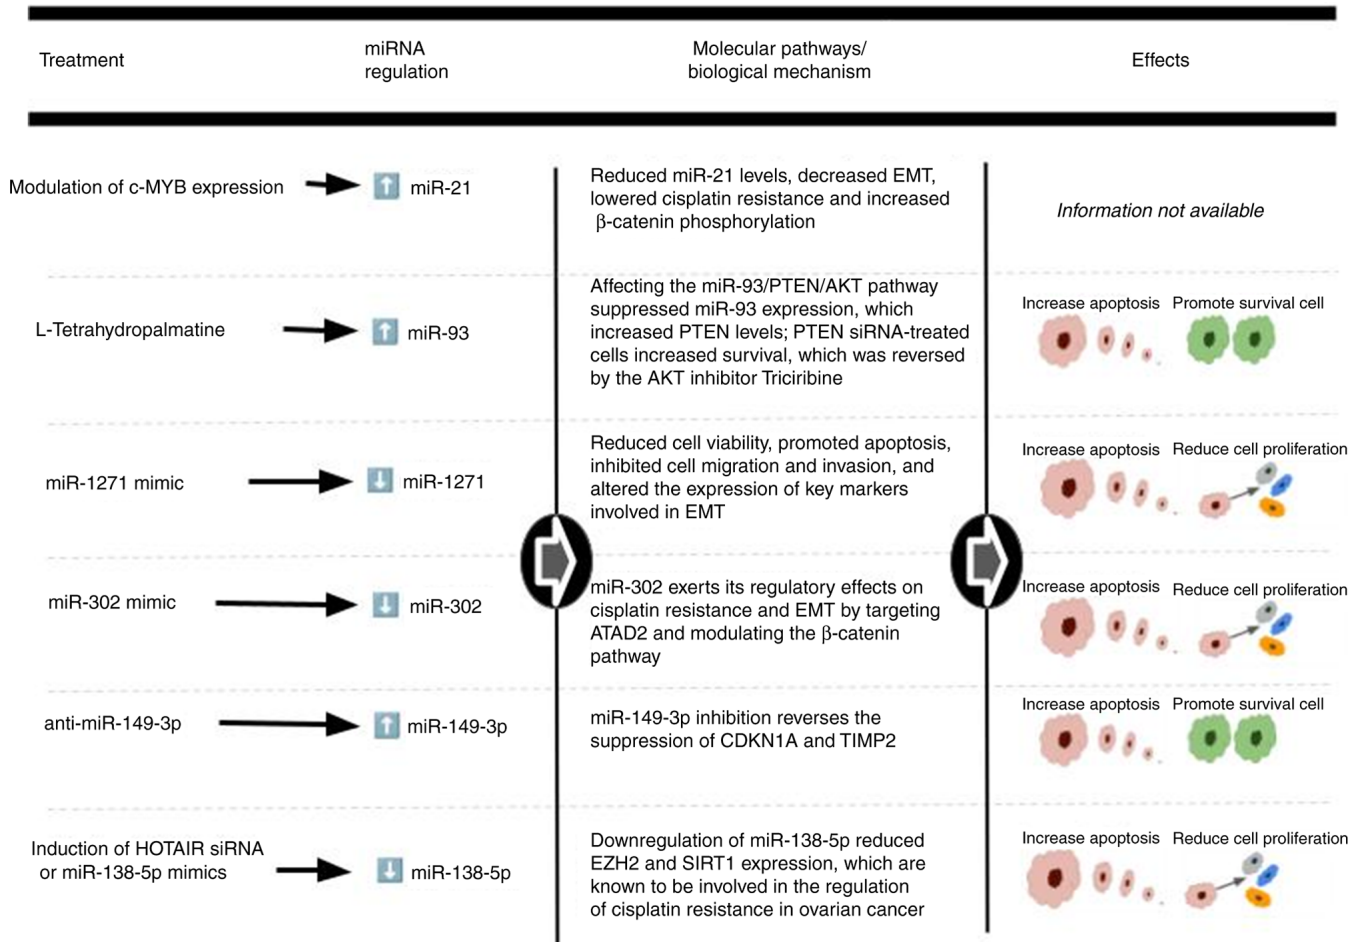 Treatment
miRNA
regulation
Molecular pathways/
biological mechanism
Effects
Modulation of c-MYB expression
miR-21
Reduced miR-21 levels, decreased EMT,
lowered cisplatin resistance and increased
β-catenin phosphorylation
Information not available
L-Tetrahydropalmatine
miR-93
Affecting the miR-93/PTEN/AKT pathway
suppressed miR-93 expression, which
increased PTEN levels; PTEN siRNA-treated
cells increased survival, which was reversed
by the AKT inhibitor Triciribine
Increase apoptosis
Promote survival cell
miR-1271 mimic
miR-1271
Reduced cell viability, promoted apoptosis,
inhibited cell migration and invasion, and
altered the expression of key markers
involved in EMT
Increase apoptosis
Reduce cell proliferation
miR-302 mimic
miR-302
miR-302 exerts its regulatory effects on
cisplatin resistance and EMT by targeting
ATAD2 and modulating the β-catenin
pathway
Increase apoptosis
Reduce cell proliferation
anti-miR-149-3p
miR-149-3p
miR-149-3p inhibition reverses the
suppression of CDKN1A and TIMP2
Increase apoptosis
Promote survival cell
Induction of HOTAIR siRNA
or miR-138-5p mimics
miR-138-5p
Downregulation of miR-138-5p reduced
EZH2 and SIRT1 expression, which are
known to be involved in the regulation
of cisplatin resistance in ovarian cancer
Increase apoptosis
Reduce cell proliferation